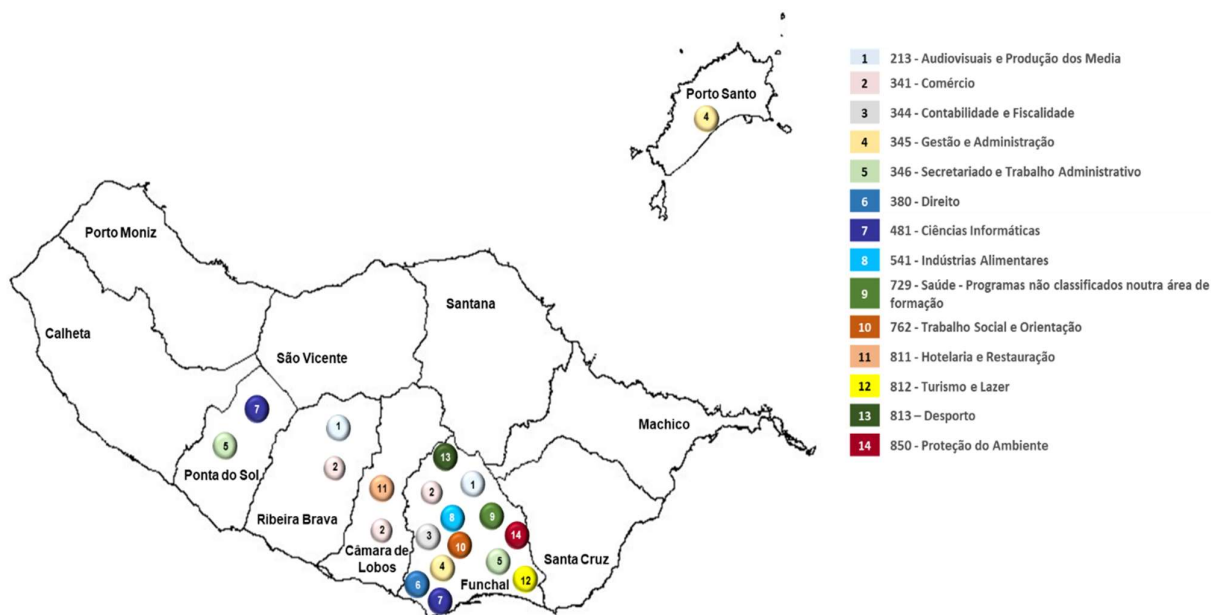 Porto Santo
4
Porto Moniz
Calheta
São Vicente
Santana
Machico
7
5
Ponta do Sol
1
2
Ribeira Brava
11
2
Câmara de
Lobos
13
2
1
8
9
3
14
10
5
4
12
6
7
Funchal
Santa Cruz
1 213 - Audiovisuais e Produção dos Media
2 341 - Comércio
3 344 - Contabilidade e Fiscalidade
4 345 - Gestão e Administração
5 346 - Secretariado e Trabalho Administrativo
6 380 - Direito
7 481 - Ciências Informáticas
8 541 - Indústrias Alimentares
9 729 - Saúde - Programas não classificados noutra área de
formação
10 762 - Trabalho Social e Orientação
11 811 - Hotelaria e Restauração
12 812 - Turismo e Lazer
13 813 – Desporto
14 850 - Proteção do Ambiente